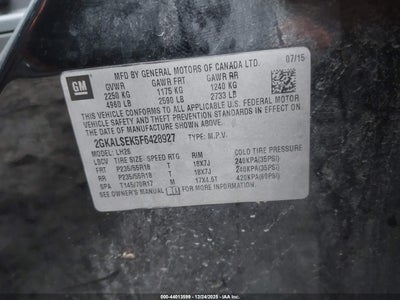 GM
MFD BY GENERAL MOTORS OF CANADA LTD. 07/15
GVWR GAWR FRT GAWR RR
2250 KG 1175 KG 1240 KG
4960 LB 2590 LB 2733 LB
THIS VEHICLE CONFORMS TO ALL APPLICABLE U.S. FEDERAL MOTOR
VEHICLE SAFETY AND THEFT PREVENTION STANDARDS IN EFFECT
ON THE DATE OF MANUFACTURE SHOWN ABOVE.
2GKALSEK5F6428927 TYPE: M.P.V.
MODEL: LH26
LBCV TIRE SIZE SPEED RTG RIM COLD TIRE PRESSURE
FRT P235/55R18 T 18X7J 240KPA(35PSI)
RR P235/55R18 T 18X7J 240KPA(35PSI)
SPA T145/70R17 M 17X4.5T 420KPA(60PSI)
SEE OWNER'S MANUAL FOR ADDITIONAL INFORMATION.
000-44013599 - 12/24/2025 - IAAUS